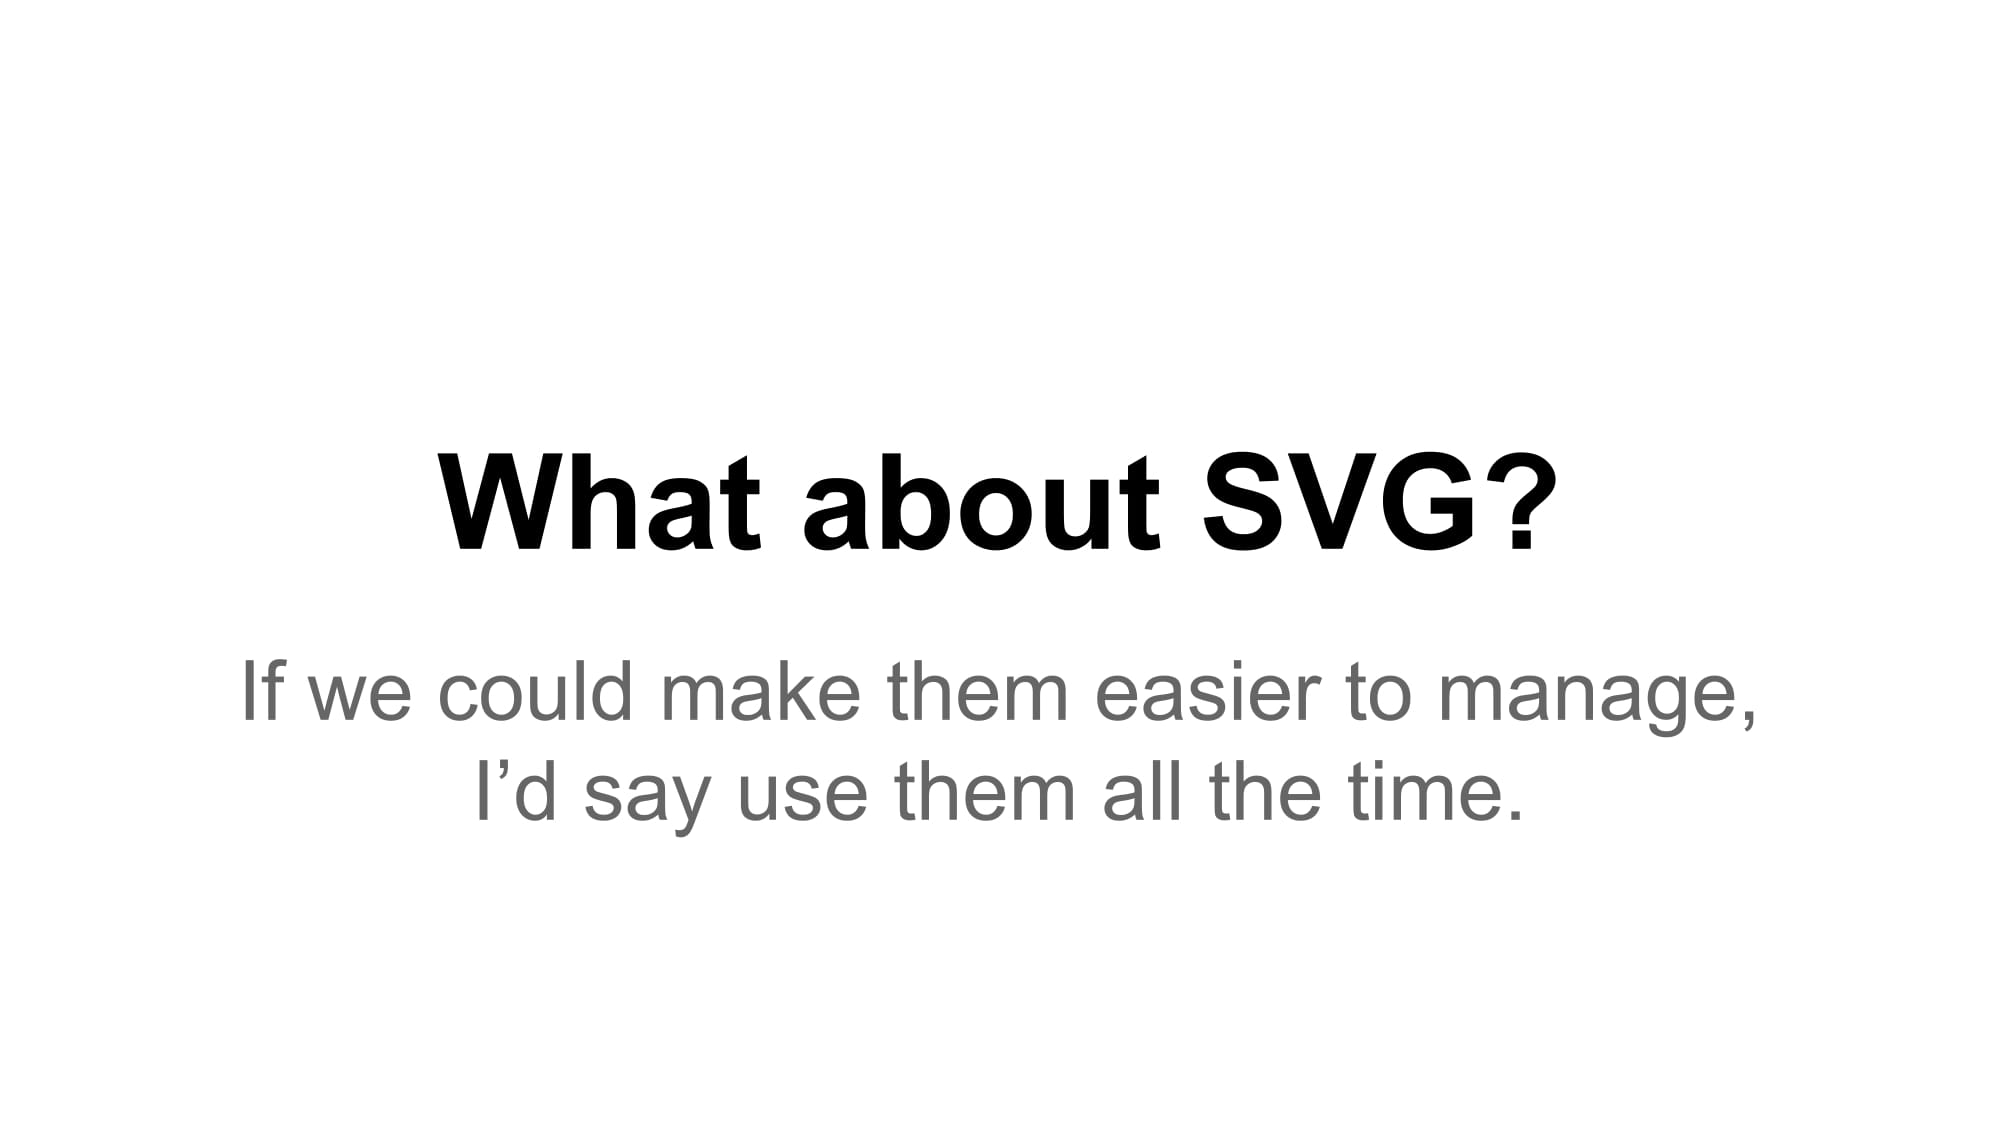 What about SVG?
If we could make them easier to manage,
I’d say use them all the time.